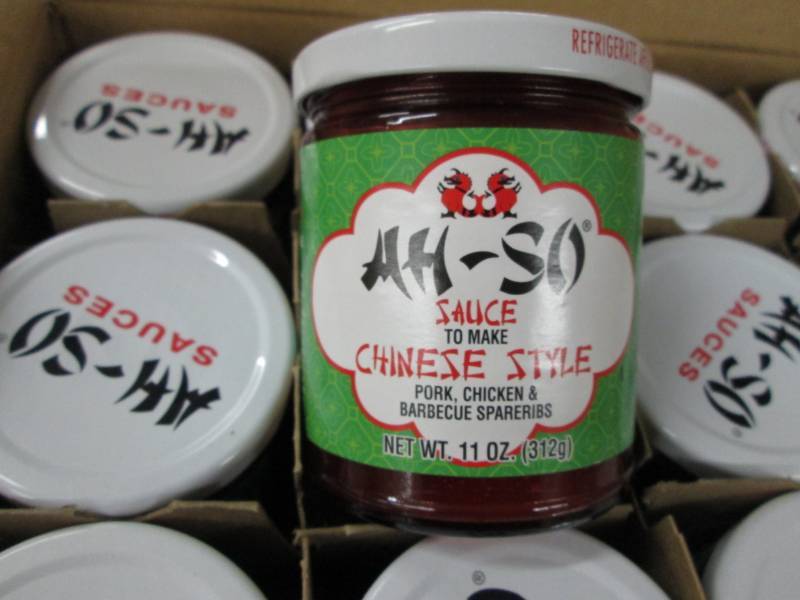 REFRIGERATE
AH-SO®
SAUCE
TO MAKE
CHINESE STYLE
PORK, CHICKEN &
BARBECUE SPARERIBS
NET WT. 11 OZ. (312g)
AH-SO
SAUCES
AH-SO
SAUCES
AH-SO
SAUCES
AH-SO®
SAUCES
®